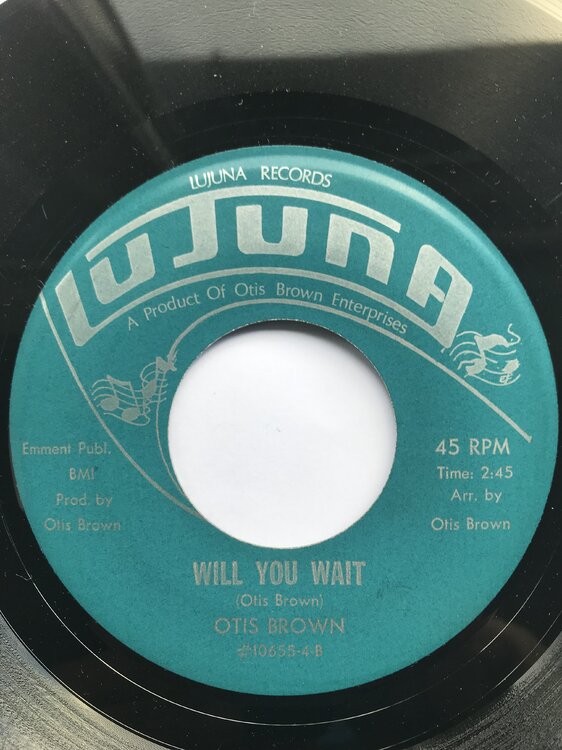 LUJUNA RECORDS
LuJunA
A Product Of Otis Brown Enterprises
Emment Publ.
BMI
Prod. by
Otis Brown
45 RPM
Time: 2:45
Arr. by
Otis Brown
WILL YOU WAIT
(Otis Brown)
OTIS BROWN
#10655-4-B